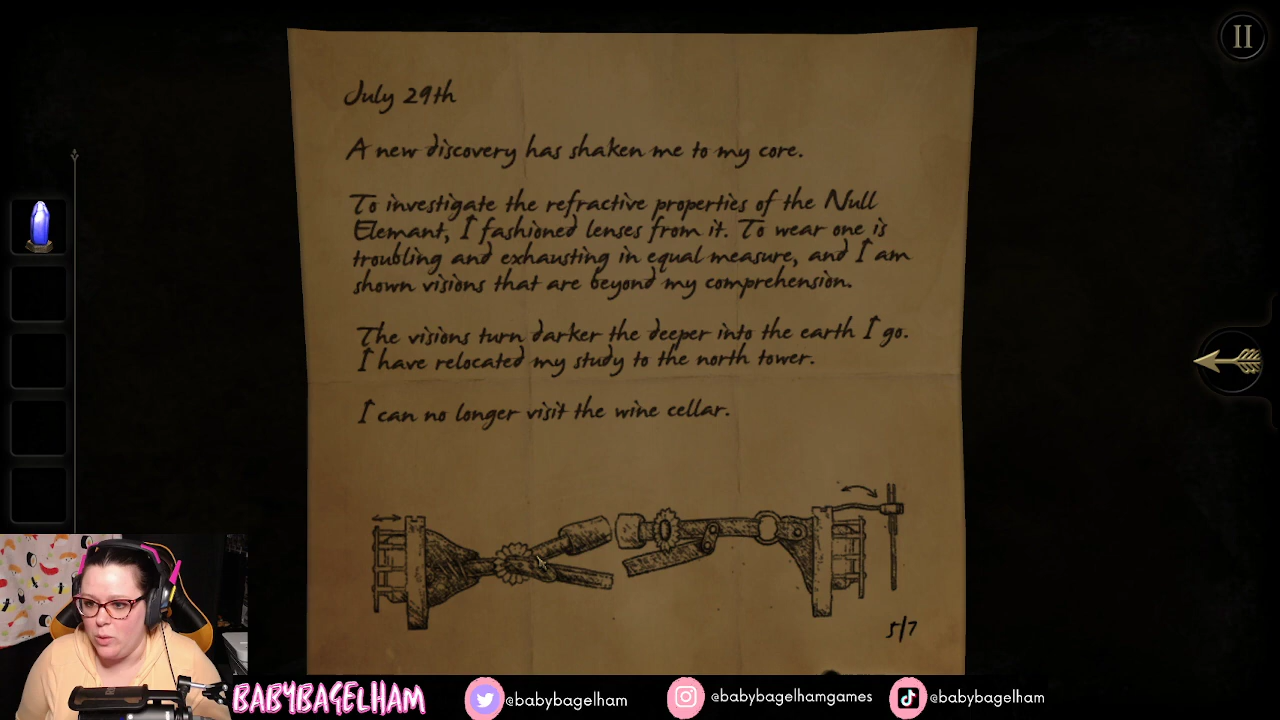 July 29th
A new discovery has shaken me to my core.
To investigate the refractive properties of the Null
Elemant, I fashioned lenses from it. To wear one is
troubling and exhausting in equal measure, and I am
shown visions that are beyond my comprehension.
The visions turn darker the deeper into the earth I go.
I have relocated my study to the north tower.
I can no longer visit the wine cellar.
5/7
BABYBAGELHAM
@babybagelham
@babybagelhamgames
@babybagelham